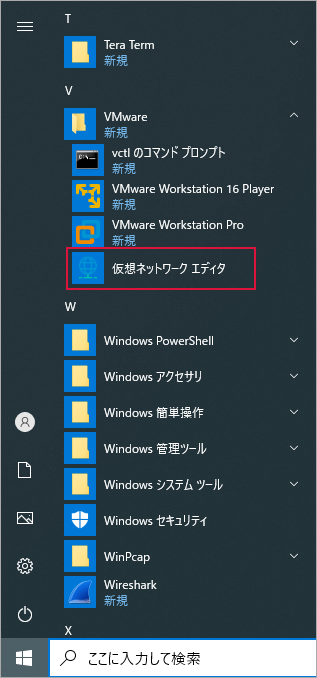 T
Tera Term
新規
V
VMware
新規
vctl のコマンド プロンプト
新規
VMware Workstation 16 Player
新規
VMware Workstation Pro
新規
仮想ネットワーク エディタ
W
Windows PowerShell
Windows アクセサリ
Windows 簡単操作
Windows 管理ツール
Windows システム ツール
Windows セキュリティ
WinPcap
Wireshark
新規
X
ここに入力して検索